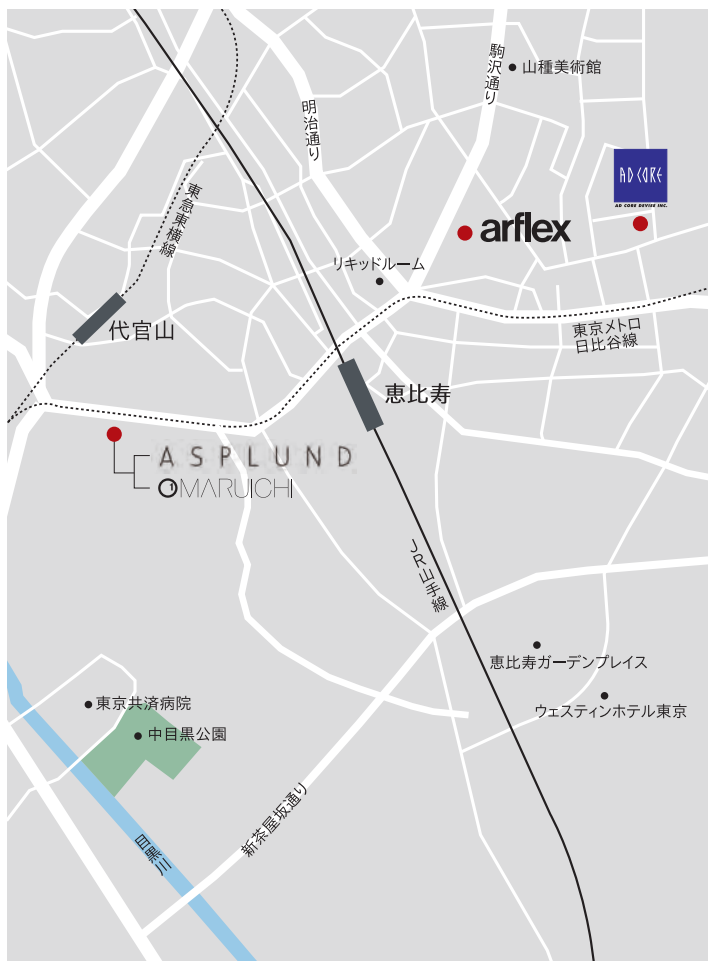 駒沢通り
山種美術館
明治通り
AD CORE
AD CORE DEVISE INC.
東急東横線
arflex
リキッドルーム
代官山
東京メトロ
日比谷線
恵比寿
ASPLUND
MARUICHI
JR山手線
恵比寿ガーデンプレイス
ウェスティンホテル東京
東京共済病院
中目黒公園
新茶屋坂通り
目黒川